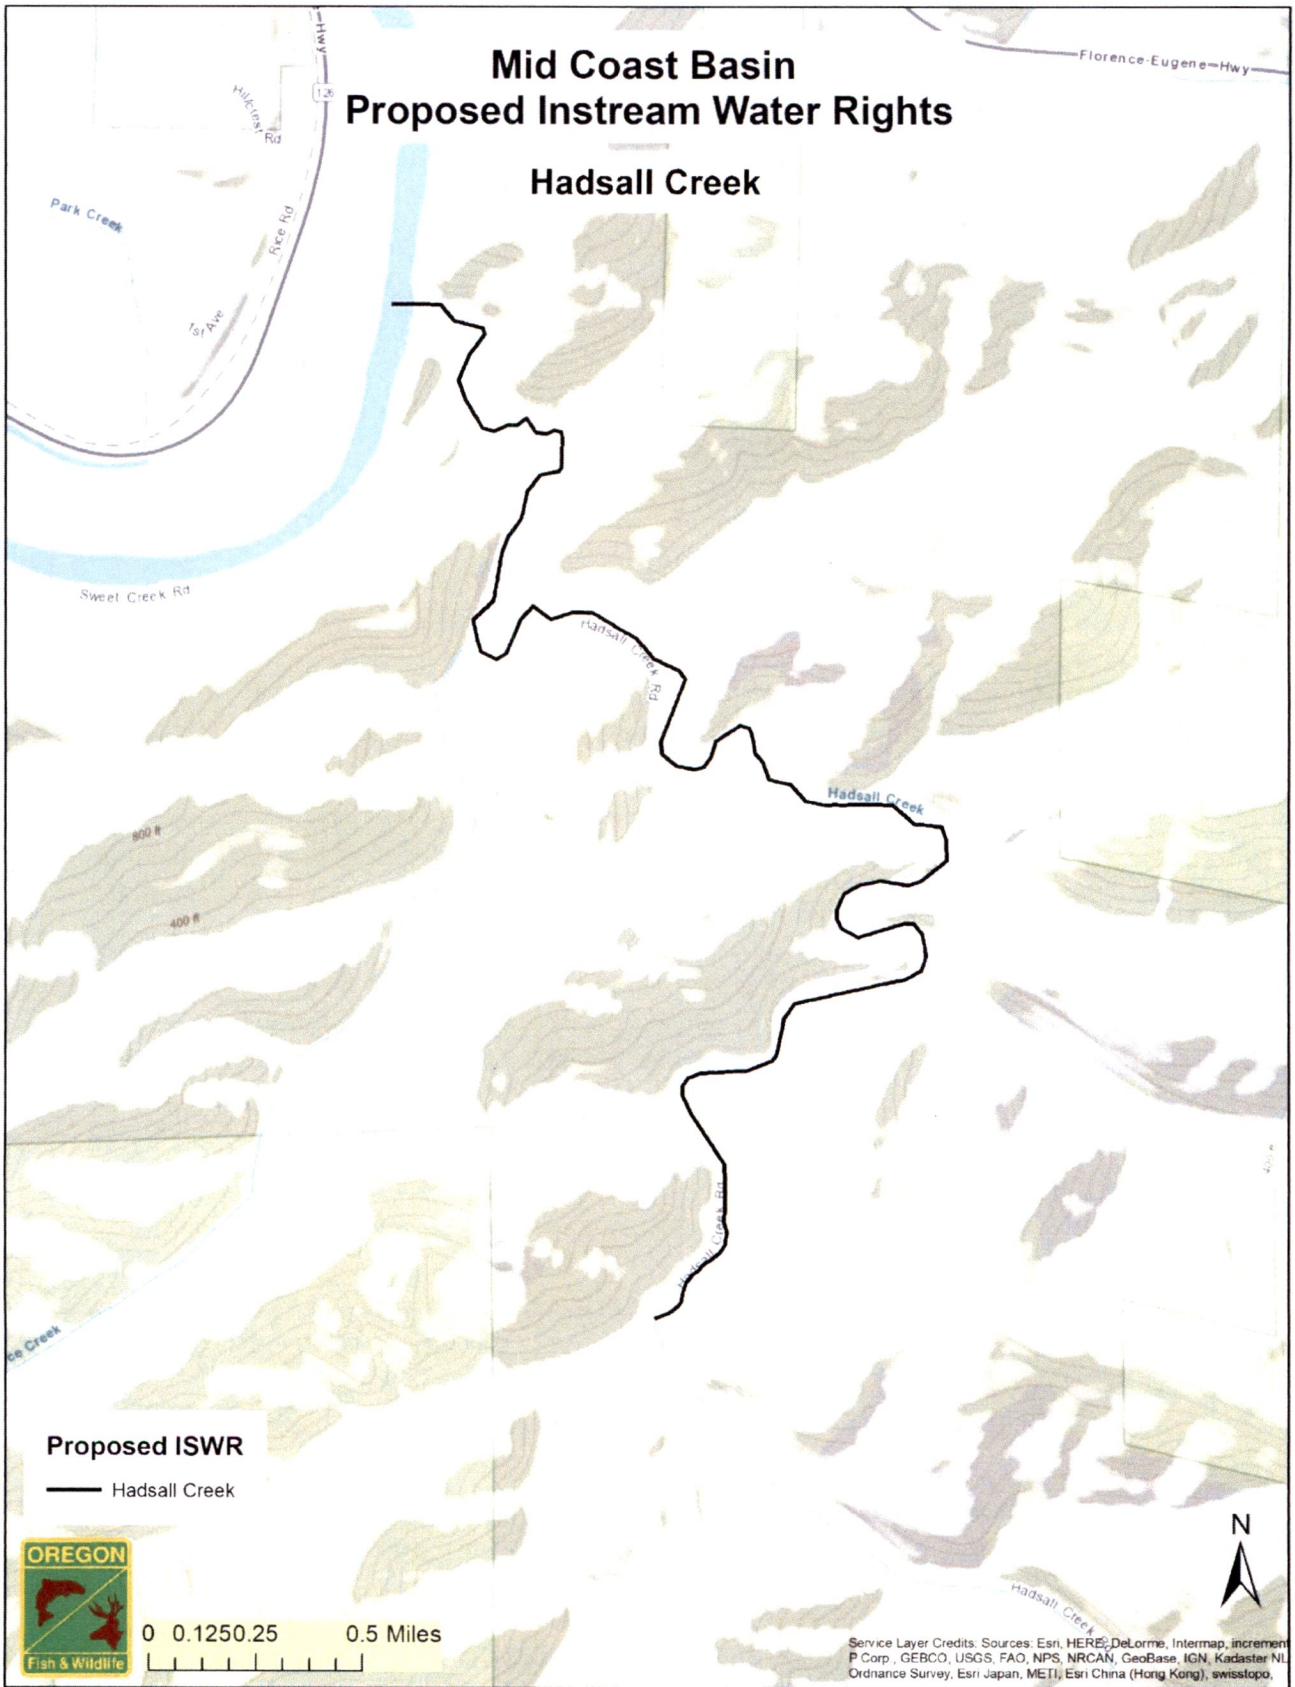 Mid Coast Basin
Proposed Instream Water Rights
Hadsall Creek
Hwy
126
Florence-Eugene-Hwy
Hillcrest Rd
Park Creek
Rice Rd
1st Ave
Sweet Creek Rd
Hadsall Creek Rd
Hadsall Creek
800 ft
400 ft
400 ft
Hadsall Creek Rd
ce Creek
Proposed ISWR
Hadsall Creek
OREGON
Fish & Wildlife
0 0.1250.25 0.5 Miles
N
Hadsall Creek
Service Layer Credits: Sources: Esri, HERE, DeLorme, Intermap, increment
P Corp., GEBCO, USGS, FAO, NPS, NRCAN, GeoBase, IGN, Kadaster NL,
Ordnance Survey, Esri Japan, METI, Esri China (Hong Kong), swisstopo,